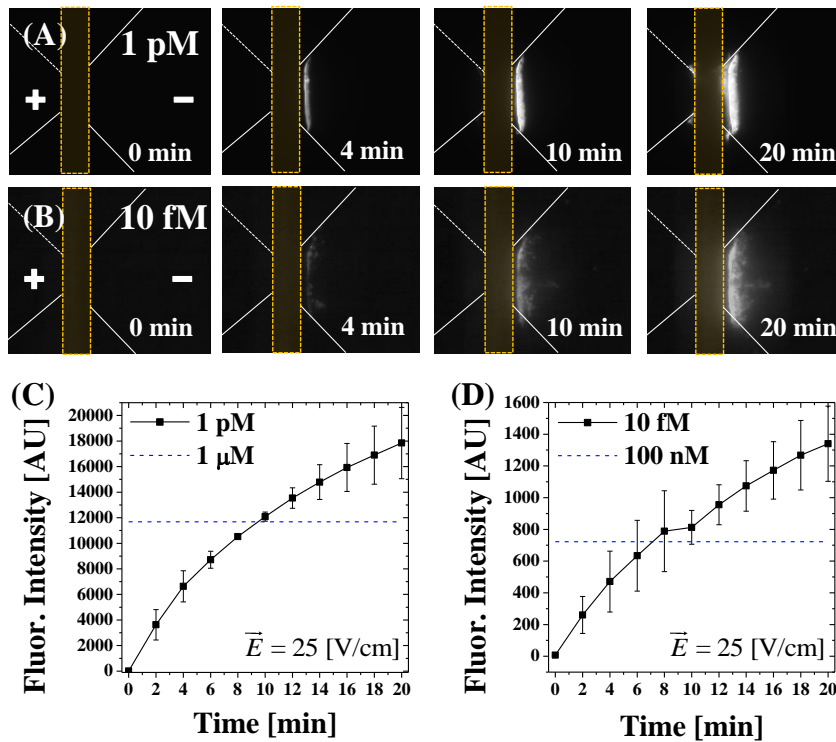 (A) 1 pM
+ −
0 min 4 min 10 min 20 min
(B) 10 fM
+ −
0 min 4 min 10 min 20 min
(C)
Fluor. Intensity [AU]
20000
18000
16000
14000
12000
10000
8000
6000
4000
2000
0
1 pM
1 μM
E⃗ = 25 [V/cm]
0 2 4 6 8 10 12 14 16 18 20
Time [min]
(D)
Fluor. Intensity [AU]
1600
1400
1200
1000
800
600
400
200
0
10 fM
100 nM
E⃗ = 25 [V/cm]
0 2 4 6 8 10 12 14 16 18 20
Time [min]